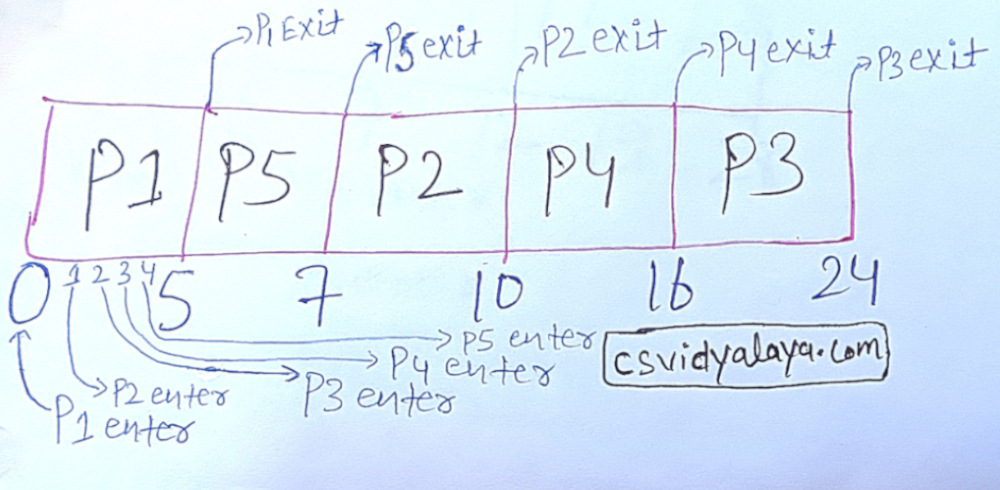 P1 Exit P5 exit P2 exit P4 exit P3 exit
P1 P5 P2 P4 P3
0 1 2 3 4 5 7 10 16 24
P5 enter
P4 enter
P3 enter
P2 enter
P1 enter
csvidyalaya.com